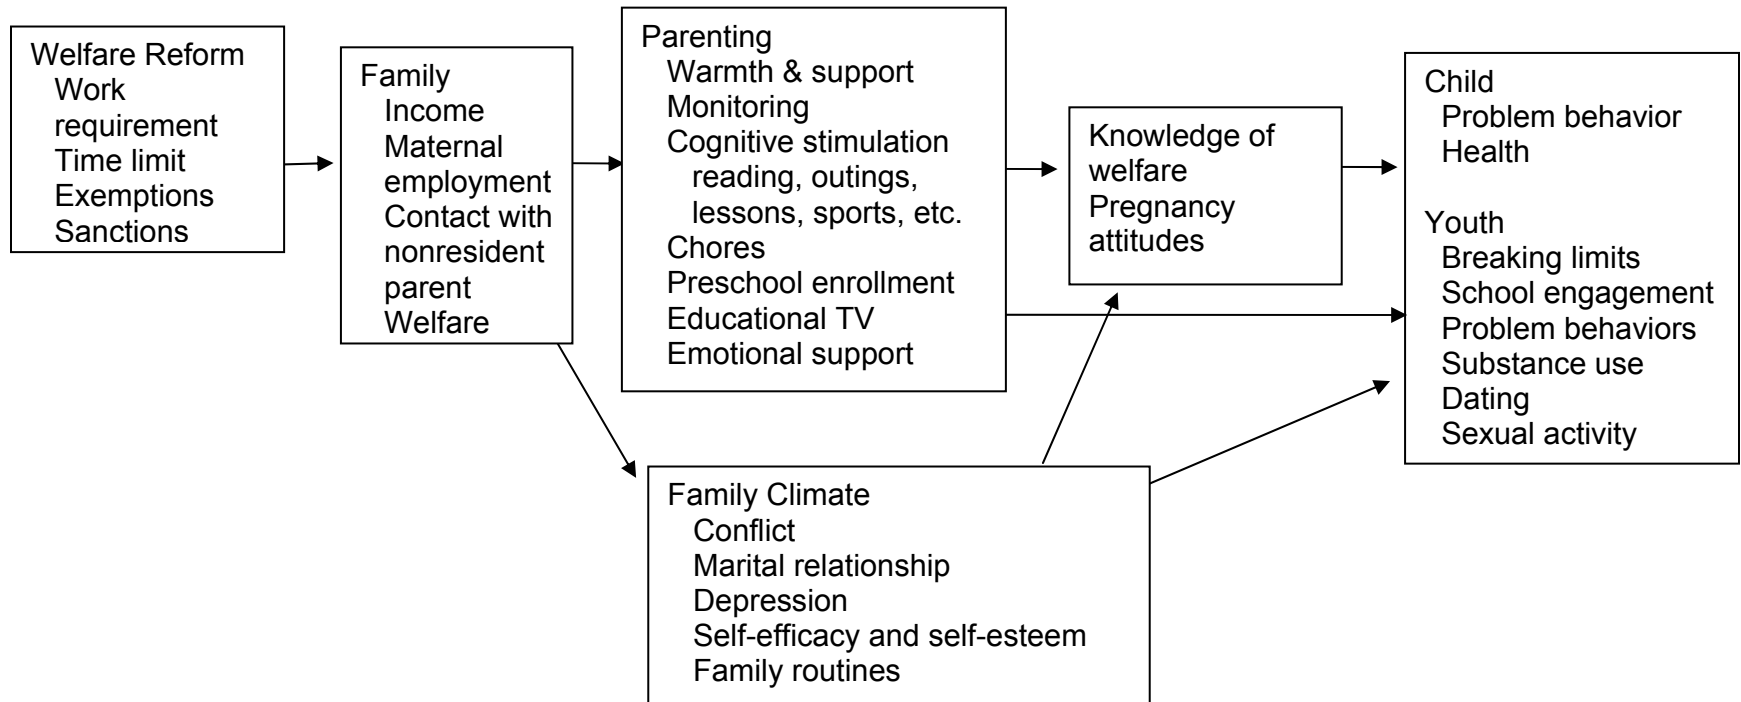 Welfare Reform
Work
requirement
Time limit
Exemptions
Sanctions
Family
Income
Maternal
employment
Contact with
nonresident
parent
Welfare
Parenting
Warmth & support
Monitoring
Cognitive stimulation
reading, outings,
lessons, sports, etc.
Chores
Preschool enrollment
Educational TV
Emotional support
Knowledge of
welfare
Pregnancy
attitudes
Child
Problem behavior
Health
Youth
Breaking limits
School engagement
Problem behaviors
Substance use
Dating
Sexual activity
Family Climate
Conflict
Marital relationship
Depression
Self-efficacy and self-esteem
Family routines